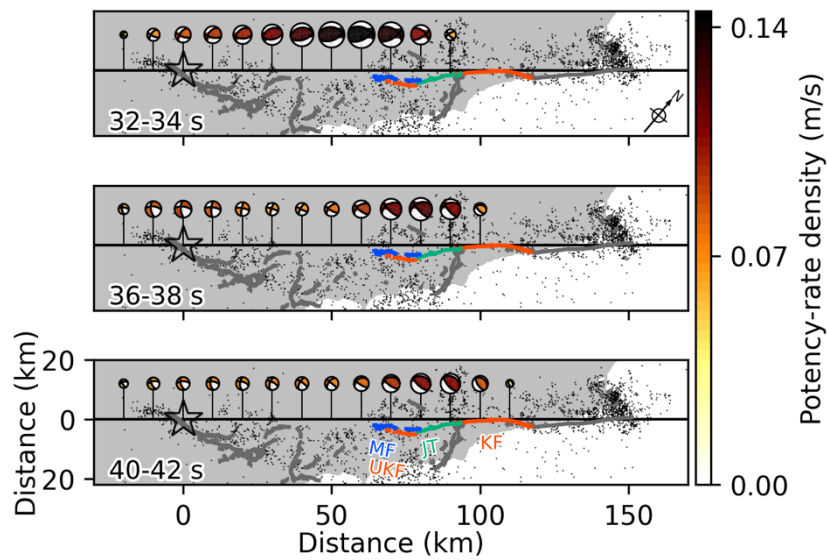 32-34 s
N
36-38 s
40-42 s
MF
UKF
JT
KF
20
0
20
Distance (km)
0
50
100
150
Distance (km)
0.14
0.07
0.00
Potency-rate density (m/s)